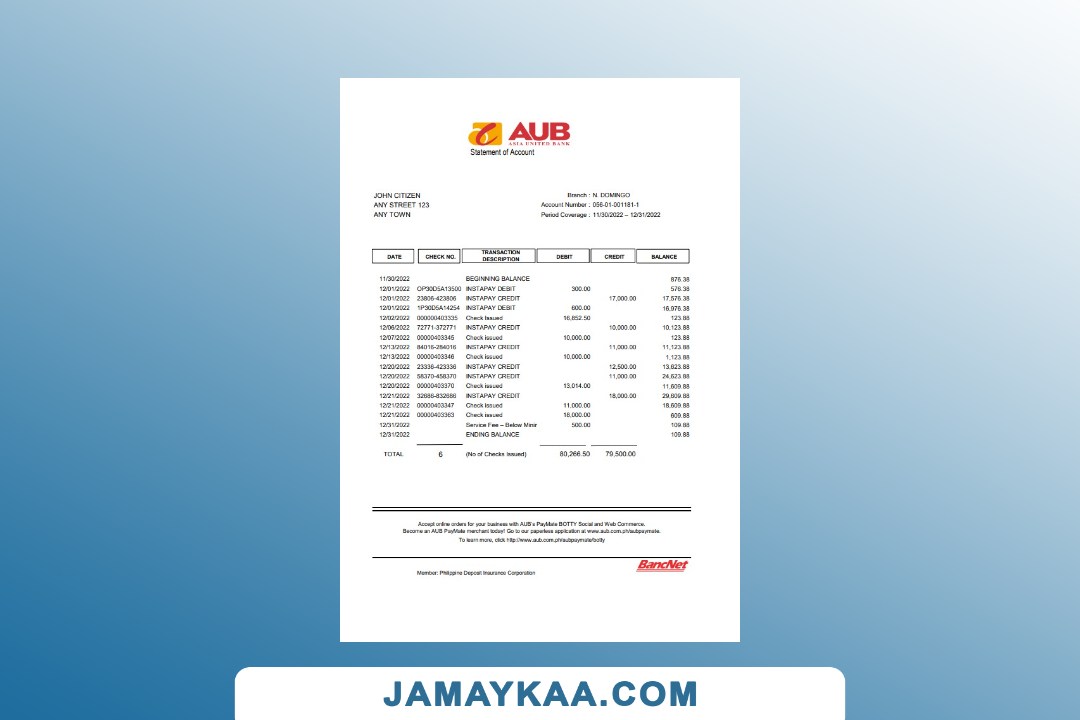 AUB
ASIA UNITED BANK
Statement of Account
JOHN CITIZEN
ANY STREET 123
ANY TOWN
Branch : N. DOMINGO
Account Number : 056-01-001181-1
Period Coverage : 11/30/2022 – 12/31/2022
DATE CHECK NO. TRANSACTION DESCRIPTION DEBIT CREDIT BALANCE
11/30/2022 BEGINNING BALANCE 876.38
12/01/2022 OP30D5A13500 INSTAPAY DEBIT 300.00 576.38
12/01/2022 23806-423806 INSTAPAY CREDIT 17,000.00 17,576.38
12/01/2022 1P30D5A14254 INSTAPAY DEBIT 600.00 16,976.38
12/02/2022 000000403335 Check Issued 16,852.50 123.88
12/06/2022 72771-372771 INSTAPAY CREDIT 10,000.00 10,123.88
12/07/2022 00000403345 Check issued 10,000.00 123.88
12/13/2022 84016-284016 INSTAPAY CREDIT 11,000.00 11,123.88
12/13/2022 00000403346 Check issued 10,000.00 1,123.88
12/20/2022 23336-423336 INSTAPAY CREDIT 12,500.00 13,623.88
12/20/2022 58370-458370 INSTAPAY CREDIT 11,000.00 24,623.88
12/20/2022 00000403370 Check issued 13,014.00 11,609.88
12/21/2022 32686-832686 INSTAPAY CREDIT 18,000.00 29,609.88
12/21/2022 00000403347 Check Issued 11,000.00 18,609.88
12/21/2022 00000403363 Check issued 18,000.00 609.88
12/31/2022 Service Fee – Below Minir 500.00 109.88
12/31/2022 ENDING BALANCE 109.88
TOTAL 6 (No of Checks Issued) 80,266.50 79,500.00
Accept online orders for your business with AUB's PayMate BOTTY Social and Web Commerce.
Become an AUB PayMate merchant today! Go to our paperless application at www.aub.com.ph/aubpaymate.
To learn more, click http://www.aub.com.ph/aubpaymate/botty
BancNet
Member: Philippine Deposit Insurance Corporation
JAMAYKAA.COM